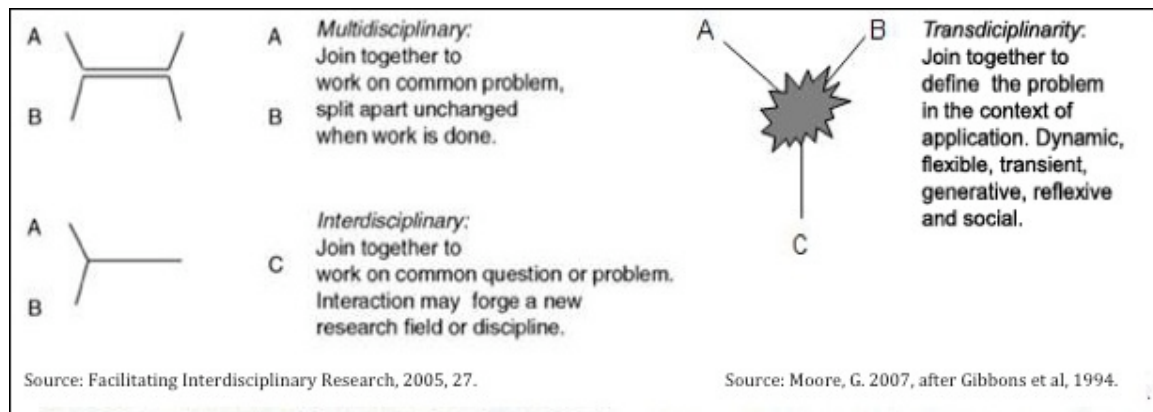 A
B
A
B
Multidisciplinary:
Join together to
work on common problem,
split apart unchanged
when work is done.
A
B
C
Interdisciplinary:
Join together to
work on common question or problem.
Interaction may forge a new
research field or discipline.
Source: Facilitating Interdisciplinary Research, 2005, 27.
A
B
C
Transdiciplinarity:
Join together to
define the problem
in the context of
application. Dynamic,
flexible, transient,
generative, reflexive
and social.
Source: Moore, G. 2007, after Gibbons et al, 1994.